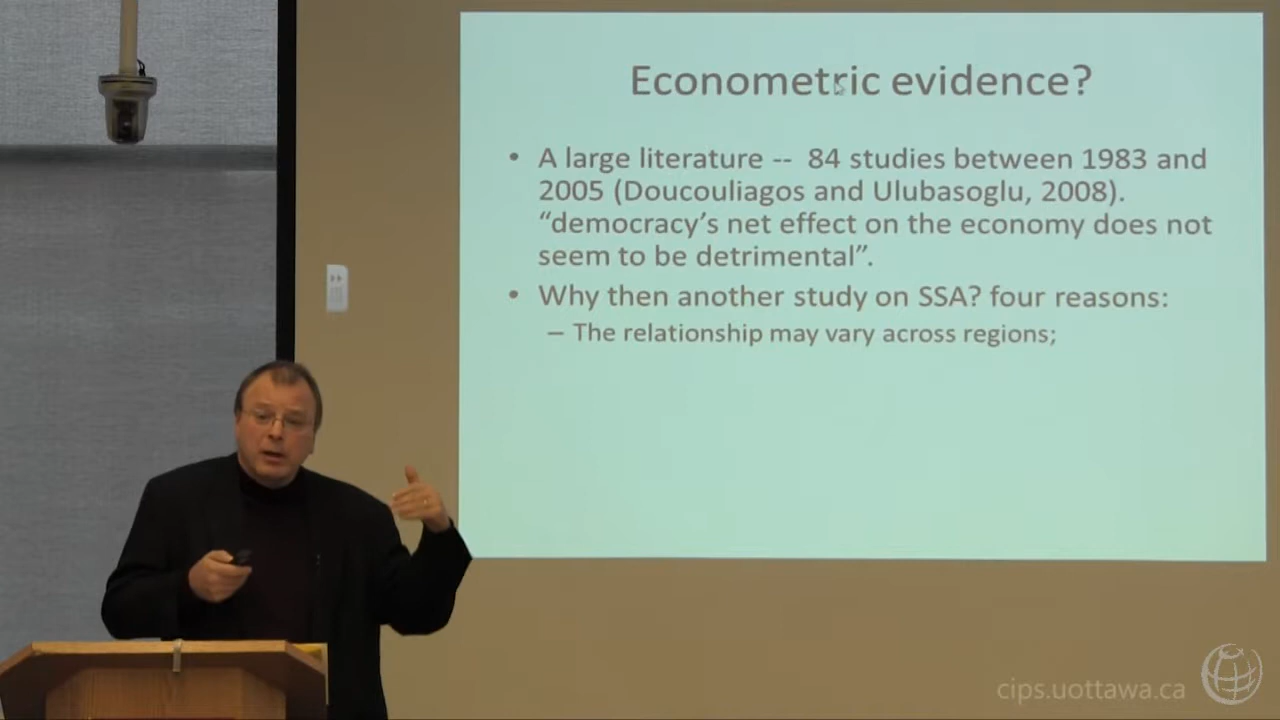 Econometric evidence?
• A large literature -- 84 studies between 1983 and
2005 (Doucouliagos and Ulubasoglu, 2008).
“democracy’s net effect on the economy does not
seem to be detrimental”.
• Why then another study on SSA? four reasons:
– The relationship may vary across regions;
cips.uottawa.ca